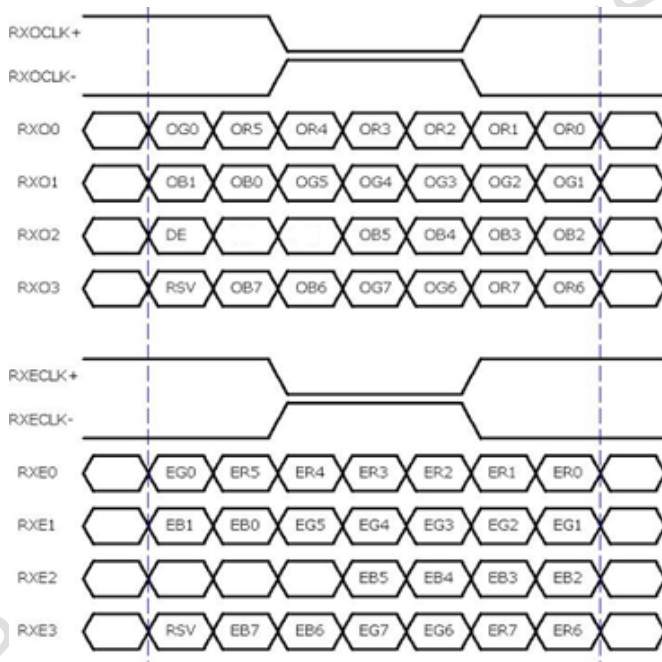 RXOCLK+
RXOCLK-
RXO0 OG0 OR5 OR4 OR3 OR2 OR1 OR0
RXO1 OB1 OB0 OG5 OG4 OG3 OG2 OG1
RXO2 DE OB5 OB4 OB3 OB2
RXO3 RSV OB7 OB6 OG7 OG6 OR7 OR6
RXECLK+
RXECLK-
RXE0 EG0 ER5 ER4 ER3 ER2 ER1 ER0
RXE1 EB1 EB0 EG5 EG4 EG3 EG2 EG1
RXE2 EB5 EB4 EB3 EB2
RXE3 RSV EB7 EB6 EG7 EG6 ER7 ER6